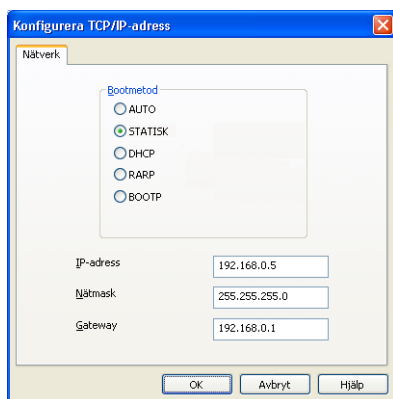 Konfigurera TCP/IP-adress
Nätverk
Bootmetod
AUTO
STATISK
DHCP
RARP
BOOTP
IP-adress 192.168.0.5
Nätmask 255.255.255.0
Gateway 192.168.0.1
OK Avbryt Hjälp